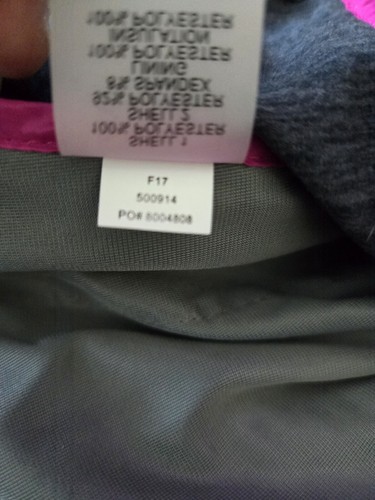 SHELL 1
100% POLYESTER
SHELL 2
92% POLYESTER
8% SPANDEX
LINING
100% POLYESTER
INSULATION
100% POLYESTER
F17
500914
PO# 8004808